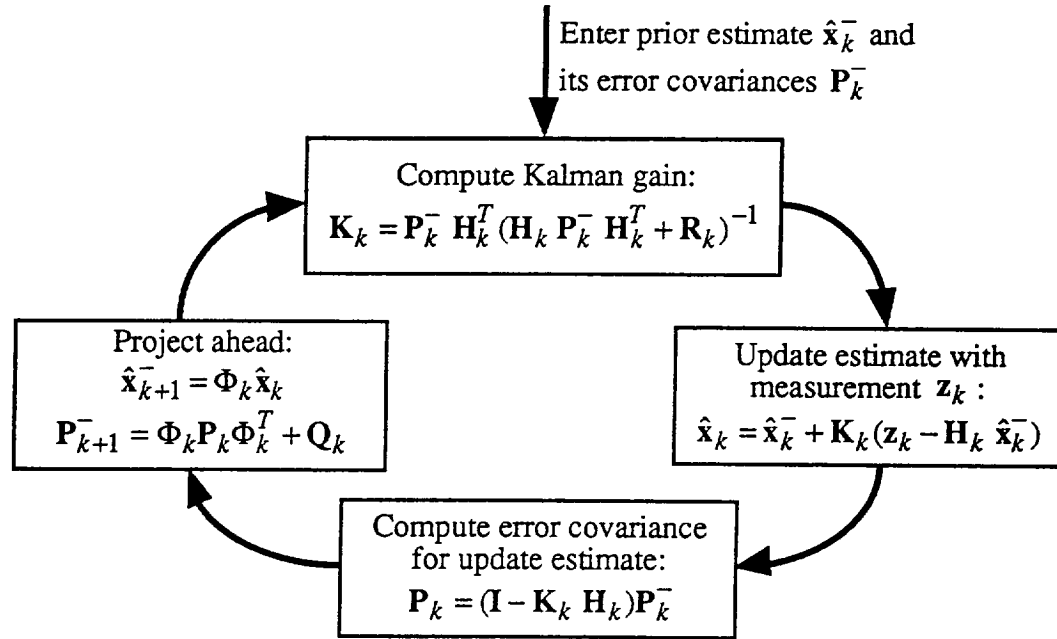 Enter prior estimate x̂ₖ⁻ and
its error covariances Pₖ⁻
Compute Kalman gain:
Kₖ = Pₖ⁻ Hₖᵀ (Hₖ Pₖ⁻ Hₖᵀ + Rₖ)⁻¹
Project ahead:
x̂ₖ₊₁⁻ = Φₖ x̂ₖ
Pₖ₊₁⁻ = Φₖ Pₖ Φₖᵀ + Qₖ
Update estimate with
measurement zₖ :
x̂ₖ = x̂ₖ⁻ + Kₖ (zₖ − Hₖ x̂ₖ⁻)
Compute error covariance
for update estimate:
Pₖ = (I − Kₖ Hₖ)Pₖ⁻